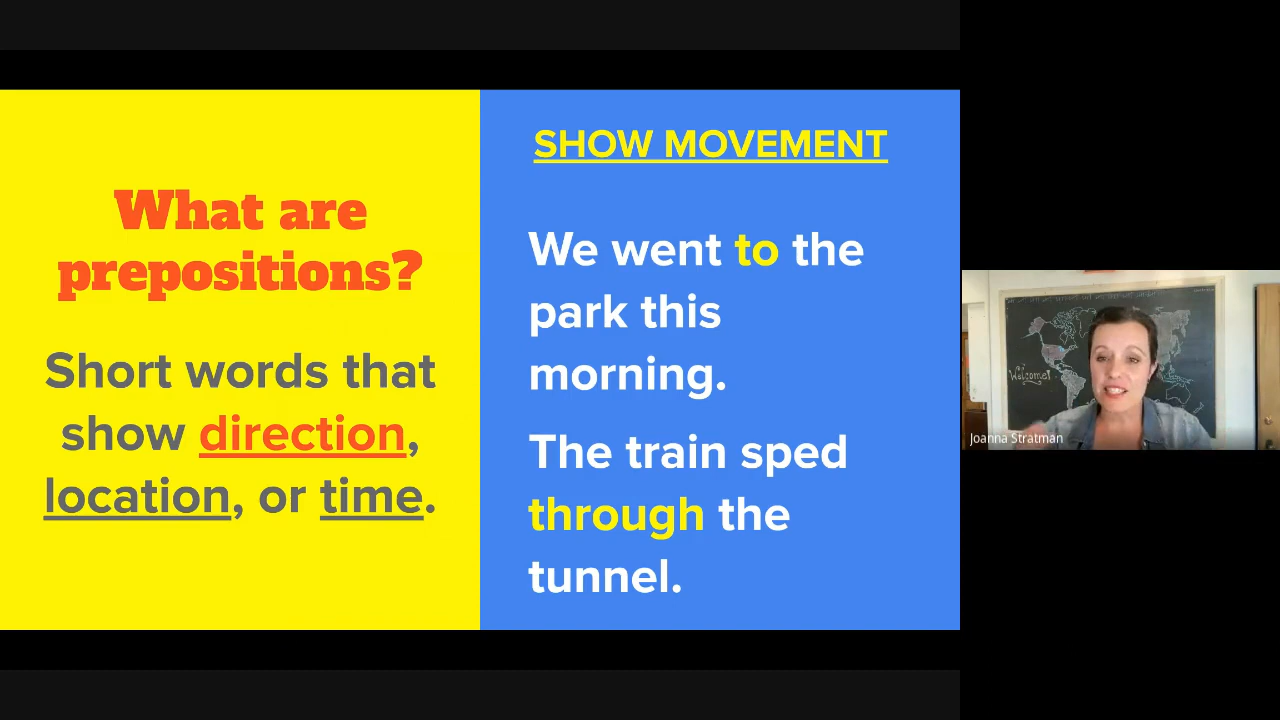 What are
prepositions?
Short words that
show direction,
location, or time.
SHOW MOVEMENT
We went to the
park this
morning.
The train sped
through the
tunnel.
Welcome!
Joanna Stratman